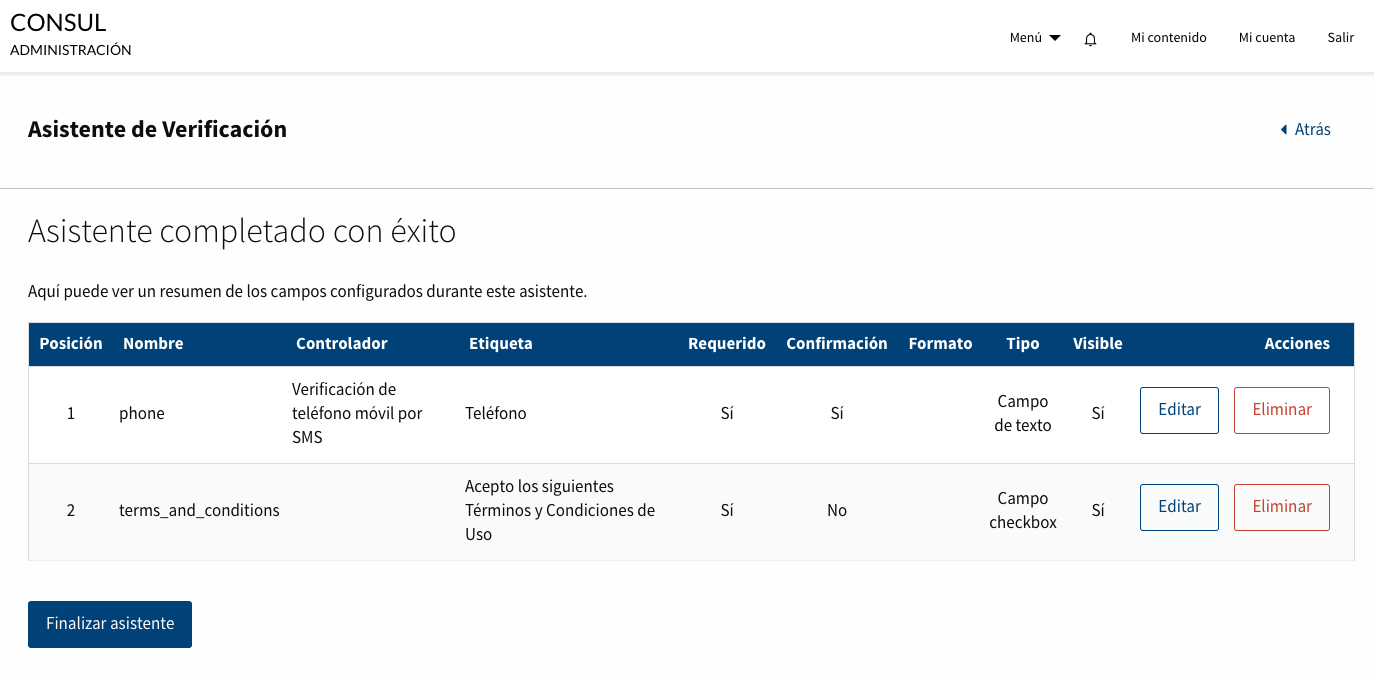 CONSUL
ADMINISTRACIÓN
Menú
Mi contenido
Mi cuenta
Salir
Asistente de Verificación
Atrás
Asistente completado con éxito
Aquí puede ver un resumen de los campos configurados durante este asistente.
Posición Nombre Controlador Etiqueta Requerido Confirmación Formato Tipo Visible Acciones
1 phone
Verificación de
teléfono móvil por
SMS
Teléfono
Sí
Sí
Campo
de texto
Sí
Editar
Eliminar
2 terms_and_conditions
Acepto los siguientes
Términos y Condiciones de
Uso
Sí
No
Campo
checkbox
Sí
Editar
Eliminar
Finalizar asistente